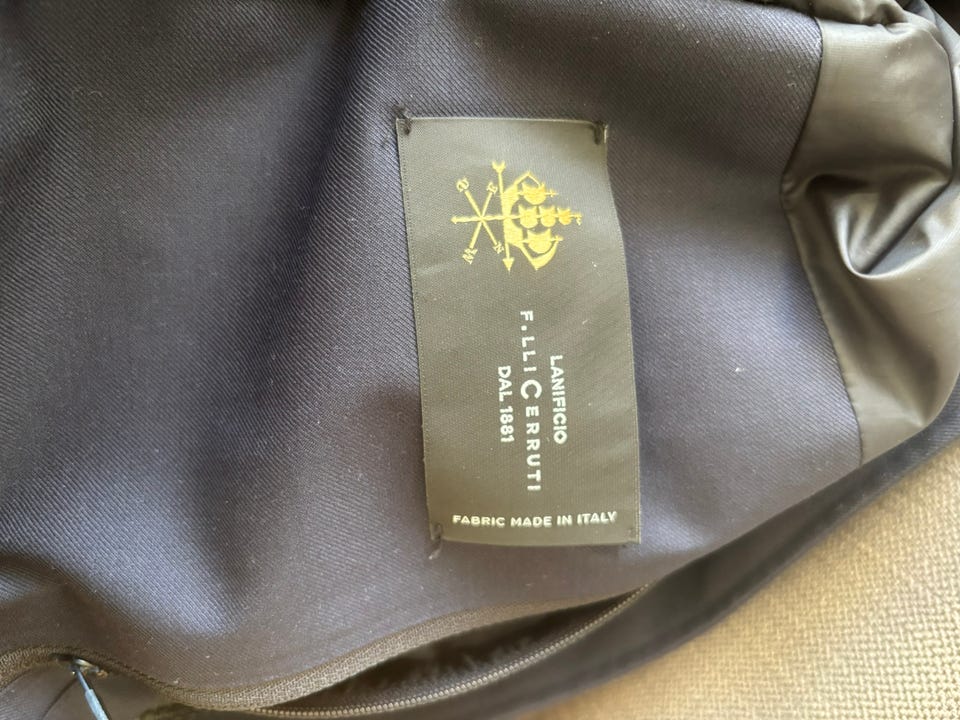 LANIFICIO
F.LLI CERRUTI
DAL 1881
FABRIC MADE IN ITALY